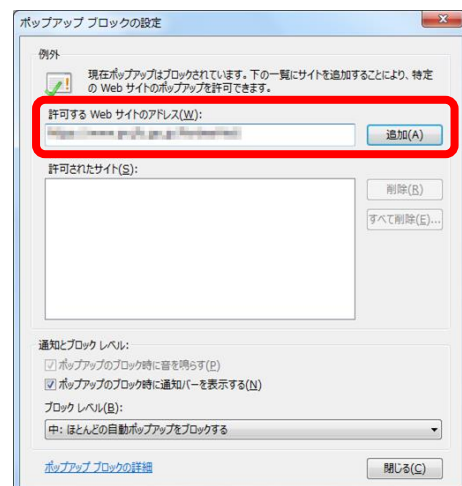 ポップアップ ブロックの設定
例外
現在ポップアップはブロックされています。下の一覧にサイトを追加することにより、特定
の Web サイトのポップアップを許可できます。
許可する Web サイトのアドレス(W):
追加(A)
許可されたサイト(S):
削除(R)
すべて削除(E)...
通知とブロック レベル:
ポップアップのブロック時に音を鳴らす(P)
ポップアップのブロック時に通知バーを表示する(N)
ブロック レベル(B):
中: ほとんどの自動ポップアップをブロックする
ポップアップ ブロックの詳細
閉じる(C)